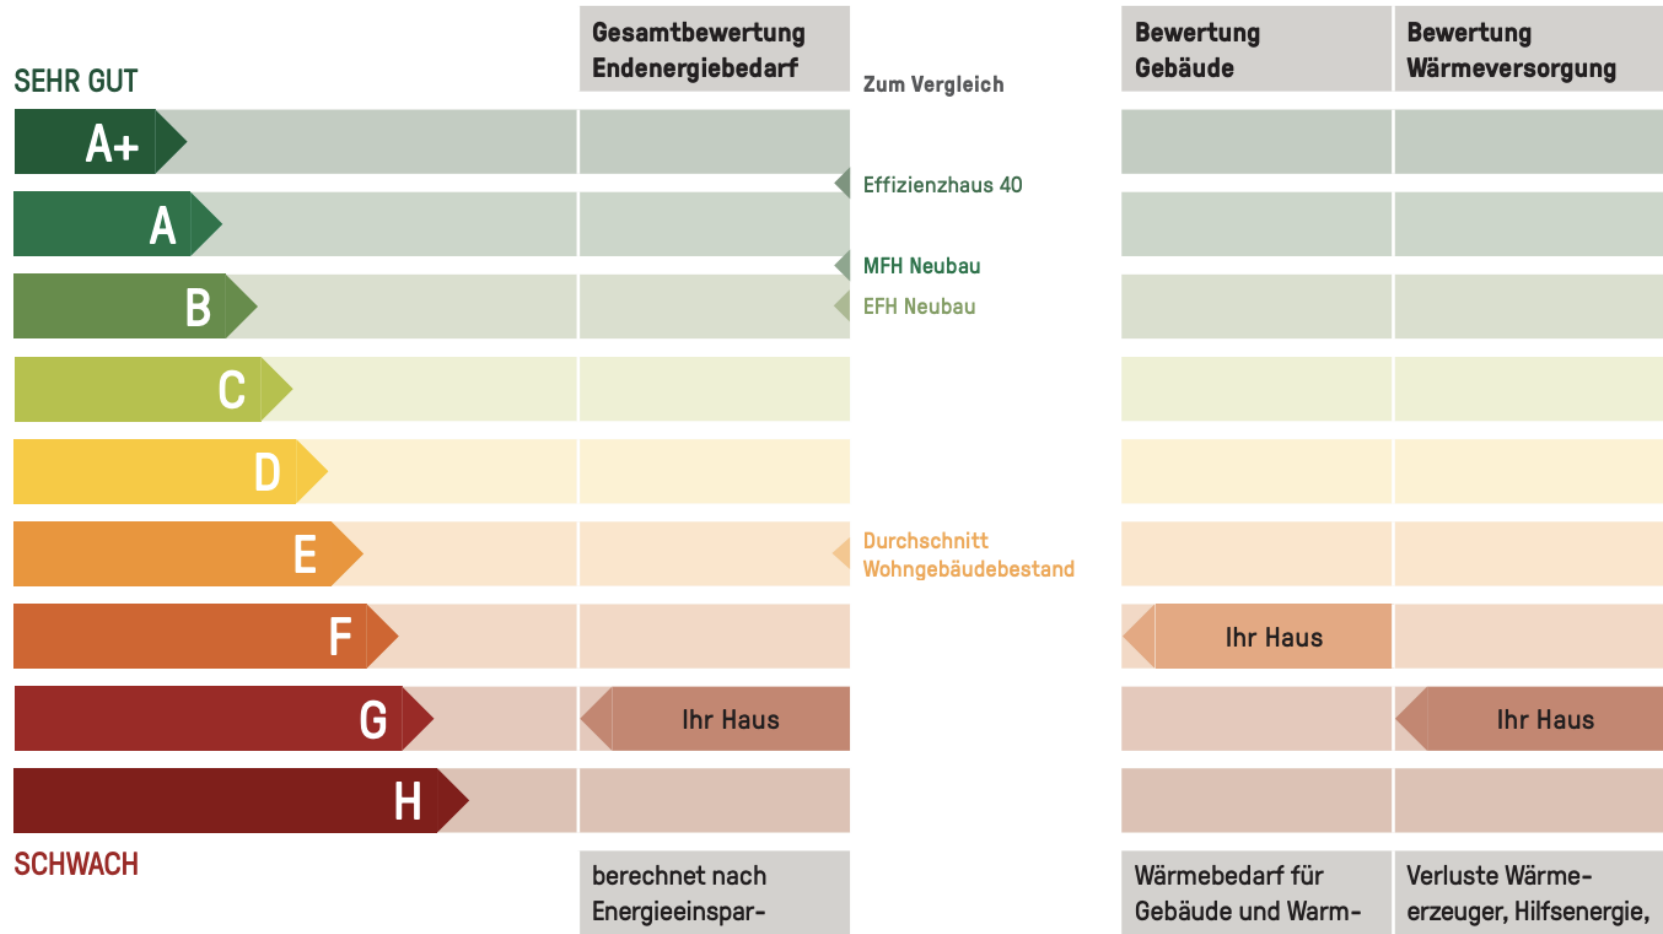 Gesamtbewertung
Endenergiebedarf
Bewertung
Gebäude
Bewertung
Wärmeversorgung
SEHR GUT
Zum Vergleich
A+
Effizienzhaus 40
A
MFH Neubau
B
EFH Neubau
C
D
E
Durchschnitt
Wohngebäudebestand
F
Ihr Haus
G
Ihr Haus
Ihr Haus
H
SCHWACH
berechnet nach
Energieeinspar-
Wärmebedarf für
Gebäude und Warm-
Verluste Wärme-
erzeuger, Hilfsenergie,